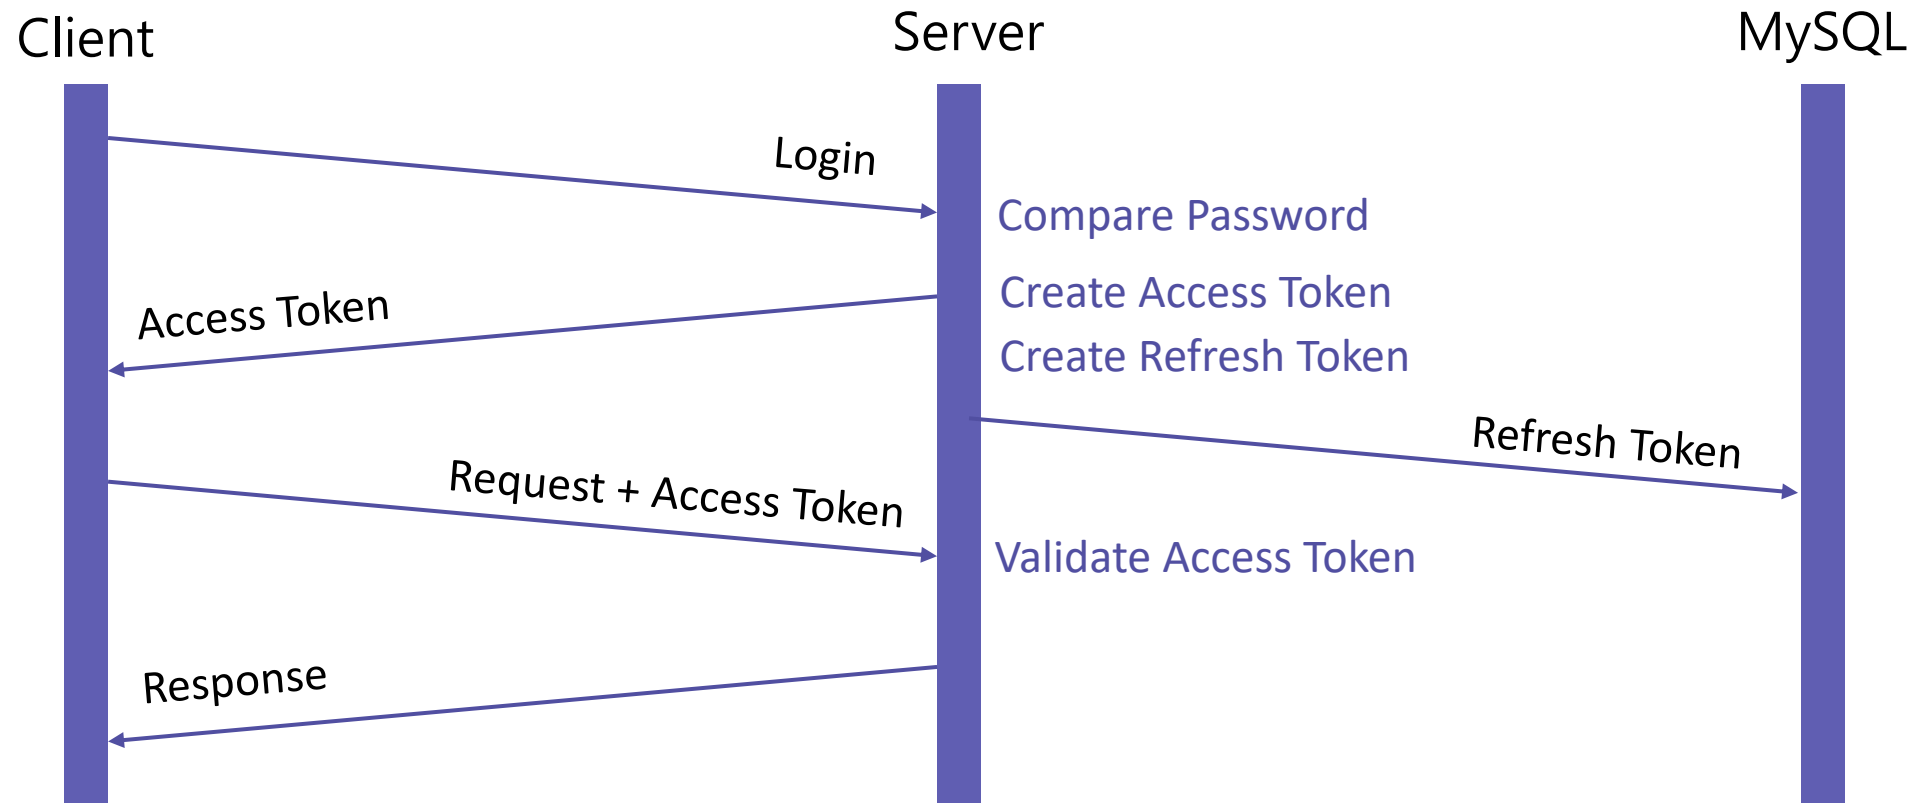 Client
Server
MySQL
Login
Compare Password
Access Token
Create Access Token
Create Refresh Token
Refresh Token
Request + Access Token
Validate Access Token
Response